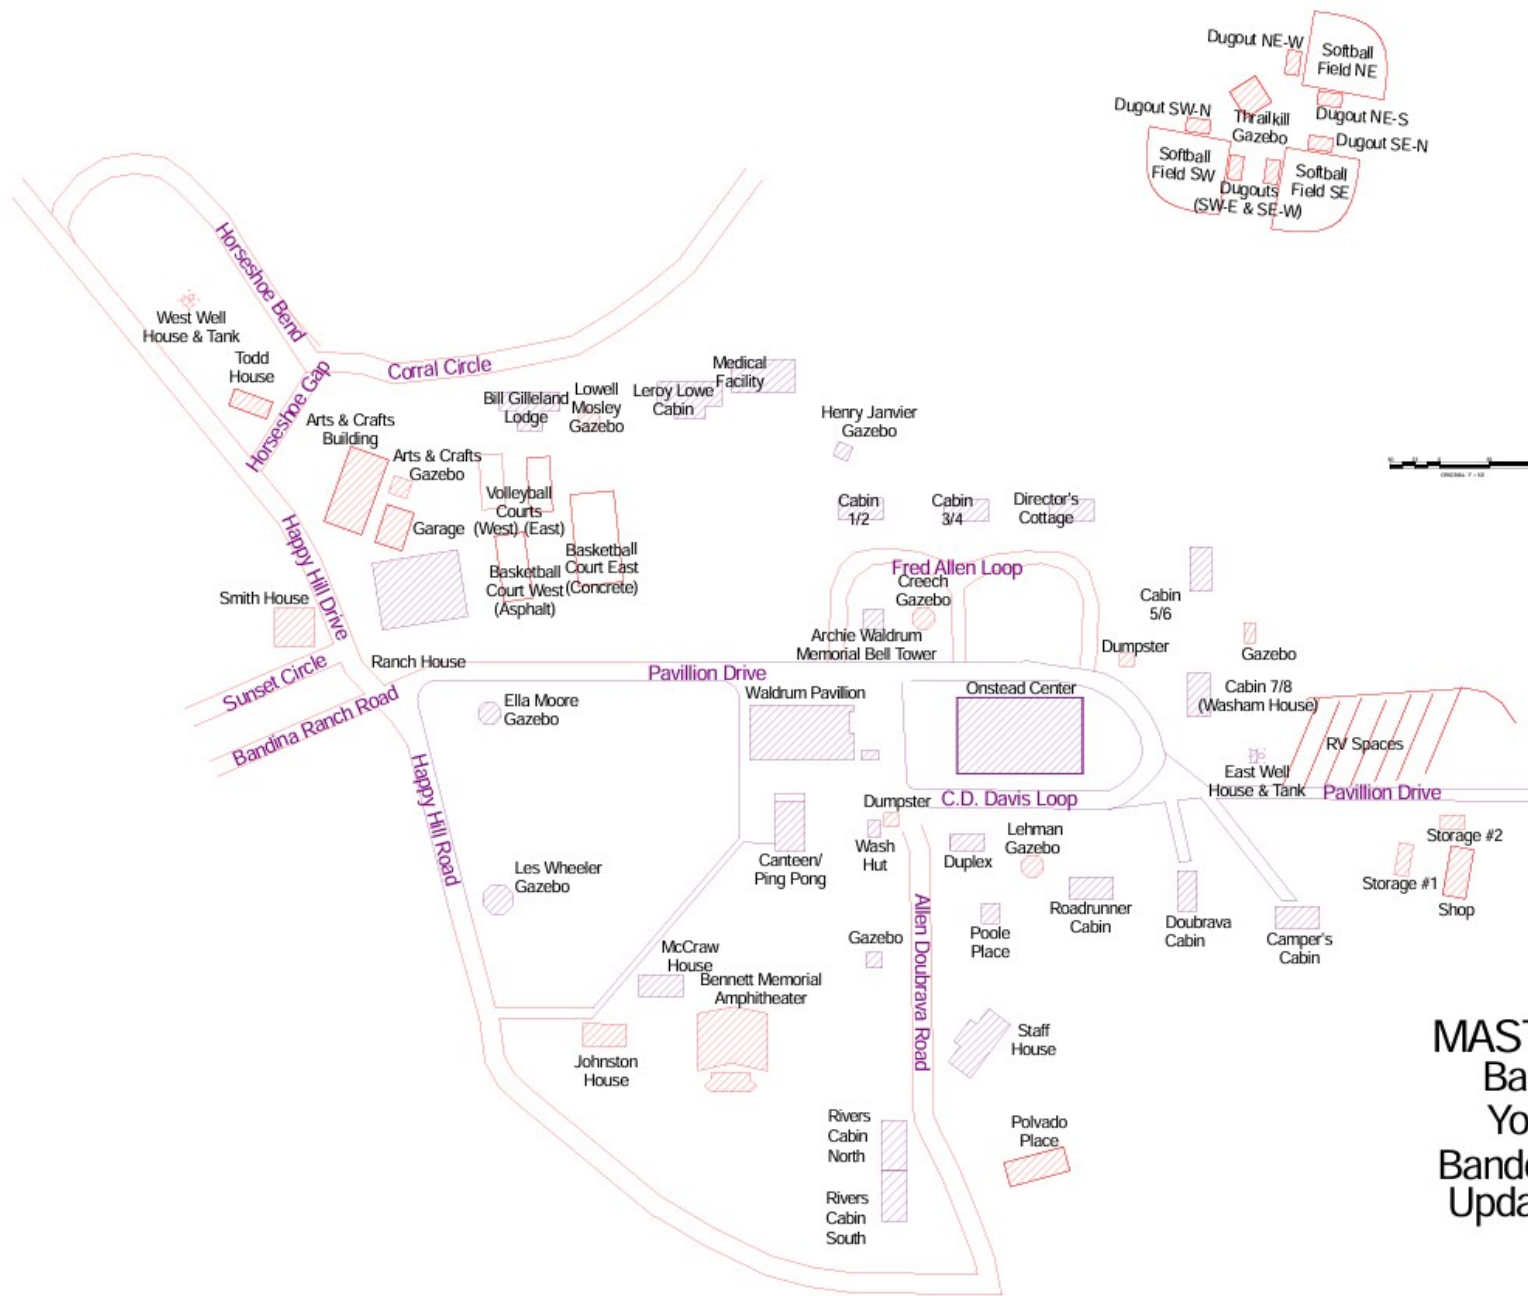 Dugout NE-W
Softball
Field NE
Dugout SW-N
Thrailkill
Gazebo
Dugout NE-S
Dugout SE-N
Softball
Field SW
Softball
Field SE
Dugouts
(SW-E & SE-W)
Horseshoe Bend
West Well
House & Tank
Todd
House
Horseshoe Gap
Corral Circle
Medical
Facility
Bill Gilleland
Lodge
Lowell
Mosley
Gazebo
Leroy Lowe
Cabin
Arts & Crafts
Building
Henry Janvier
Gazebo
Arts & Crafts
Gazebo
Volleyball
Courts
(West) (East)
Garage
Cabin
1/2
Cabin
3/4
Director's
Cottage
Happy Hill Drive
Basketball
Court East
(Concrete)
Basketball
Court West
(Asphalt)
Fred Allen Loop
Creech
Gazebo
Smith House
Cabin
5/6
Archie Waldrum
Memorial Bell Tower
Dumpster
Gazebo
Sunset Circle
Ranch House
Pavillion Drive
Bandina Ranch Road
Ella Moore
Gazebo
Waldrum Pavillion
Onstead Center
Cabin 7/8
(Washam House)
RV Spaces
East Well
House & Tank
Pavillion Drive
Happy Hill Road
Dumpster
C.D. Davis Loop
Lehman
Gazebo
Wash
Hut
Duplex
Canteen/
Ping Pong
Storage #2
Storage #1
Shop
Les Wheeler
Gazebo
Allen Doubrava Road
Roadrunner
Cabin
Doubrava
Cabin
Camper's
Cabin
Poole
Place
Gazebo
McCraw
House
Bennett Memorial
Amphitheater
Staff
House
Johnston
House
Rivers
Cabin
North
Polvado
Place
Rivers
Cabin
South
MAST
Ba
Yo
Band
Upda